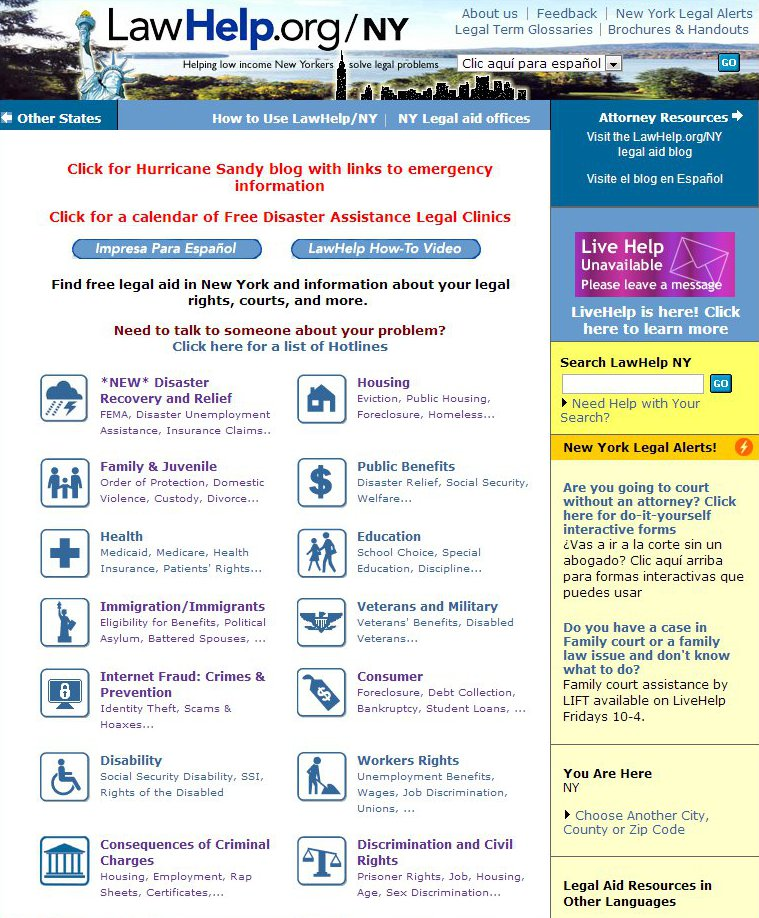 LawHelp.org/NY
Helping low income New Yorkers solve legal problems
About us | Feedback | New York Legal Alerts
Legal Term Glossaries | Brochures & Handouts
Clic aquí para español
GO
Other States
How to Use LawHelp/NY | NY Legal aid offices
Click for Hurricane Sandy blog with links to emergency
information
Click for a calendar of Free Disaster Assistance Legal Clinics
Impresa Para Español
LawHelp How-To Video
Find free legal aid in New York and information about your legal
rights, courts, and more.
Need to talk to someone about your problem?
Click here for a list of Hotlines
*NEW* Disaster
Recovery and Relief
FEMA, Disaster Unemployment
Assistance, Insurance Claims..
Housing
Eviction, Public Housing,
Foreclosure, Homeless...
Family & Juvenile
Order of Protection, Domestic
Violence, Custody, Divorce...
Public Benefits
Disaster Relief, Social Security,
Welfare...
Health
Medicaid, Medicare, Health
Insurance, Patients' Rights...
Education
School Choice, Special
Education, Discipline...
Immigration/Immigrants
Eligibility for Benefits, Political
Asylum, Battered Spouses, ...
Veterans and Military
Veterans' Benefits, Disabled
Veterans...
Internet Fraud: Crimes &
Prevention
Identity Theft, Scams &
Hoaxes...
Consumer
Foreclosure, Debt Collection,
Bankruptcy, Student Loans, ...
Disability
Social Security Disability, SSI,
Rights of the Disabled
Workers Rights
Unemployment Benefits,
Wages, Job Discrimination,
Unions, ...
Consequences of Criminal
Charges
Housing, Employment, Rap
Sheets, Certificates,...
Discrimination and Civil
Rights
Prisoner Rights, Job, Housing,
Age, Sex Discrimination...
Attorney Resources
Visit the LawHelp.org/NY
legal aid blog
Visite el blog en Español
Live Help
Unavailable
Please leave a message
LiveHelp is here! Click
here to learn more
Search LawHelp NY
GO
Need Help with Your
Search?
New York Legal Alerts!
Are you going to court
without an attorney? Click
here for do-it-yourself
interactive forms
¿Vas a ir a la corte sin un
abogado? Clic aquí arriba
para formas interactivas que
puedes usar
Do you have a case in
Family court or a family
law issue and don't know
what to do?
Family court assistance by
LIFT available on LiveHelp
Fridays 10-4.
You Are Here
NY
Choose Another City,
County or Zip Code
Legal Aid Resources in
Other Languages